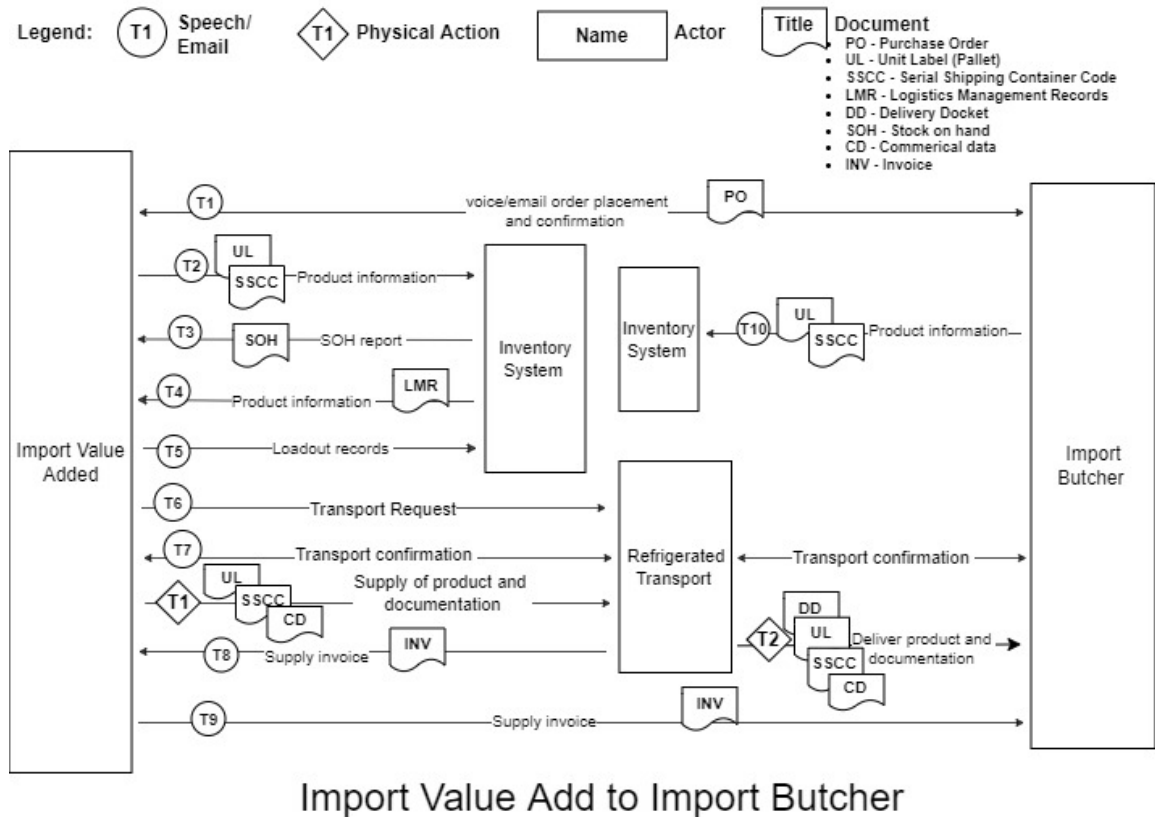 Legend:
T1
Speech/
Email
T1
Physical Action
Name
Actor
Title
Document
• PO - Purchase Order
• UL - Unit Label (Pallet)
• SSCC - Serial Shipping Container Code
• LMR - Logistics Management Records
• DD - Delivery Docket
• SOH - Stock on hand
• CD - Commerical data
• INV - Invoice
Import Value
Added
T1
voice/email order placement
and confirmation
PO
T2
UL
SSCC
Product information
T3
SOH
SOH report
T4
Product information
LMR
T5
Loadout records
Inventory
System
Inventory
System
T10
UL
SSCC
Product information
T6
Transport Request
T7
Transport confirmation
T1
UL
SSCC
CD
Supply of product and
documentation
T8
Supply invoice
INV
Refrigerated
Transport
Transport confirmation
T2
DD
UL
SSCC
CD
Deliver product and
documentation
T9
Supply invoice
INV
Import
Butcher
Import Value Add to Import Butcher